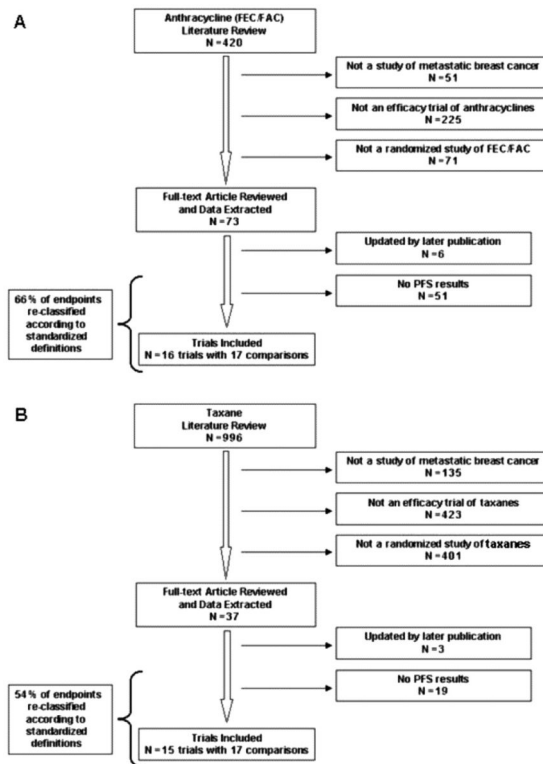 A
Anthracycline (FEC/FAC)
Literature Review
N =420
Not a study of metastatic breast cancer
N =51
Not an efficacy trial of anthracyclines
N =225
Not a randomized study of FEC/FAC
N =71
Full-text Article Reviewed
and Data Extracted
N =73
Updated by later publication
N =6
No PFS results
N =51
66% of endpoints
re-classified
according to
standardized
definitions
Trials Included
N =16 trials with 17 comparisons
B
Taxane
Literature Review
N =996
Not a study of metastatic breast cancer
N =135
Not an efficacy trial of taxanes
N =423
Not a randomized study of taxanes
N =401
Full-text Article Reviewed
and Data Extracted
N =37
Updated by later publication
N =3
No PFS results
N =19
54% of endpoints
re-classified
according to
standardized
definitions
Trials Included
N =15 trials with 17 comparisons